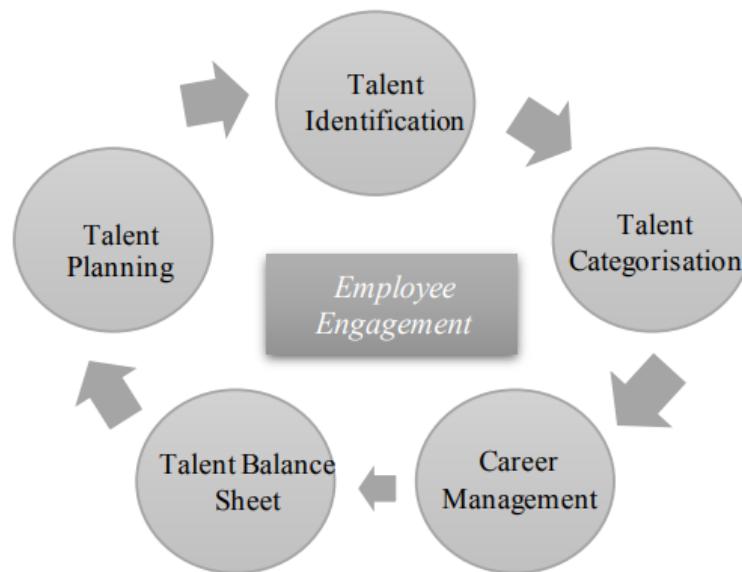 Talent
Identification
Talent
Categorisation
Career
Management
Talent Balance
Sheet
Talent
Planning
Employee
Engagement